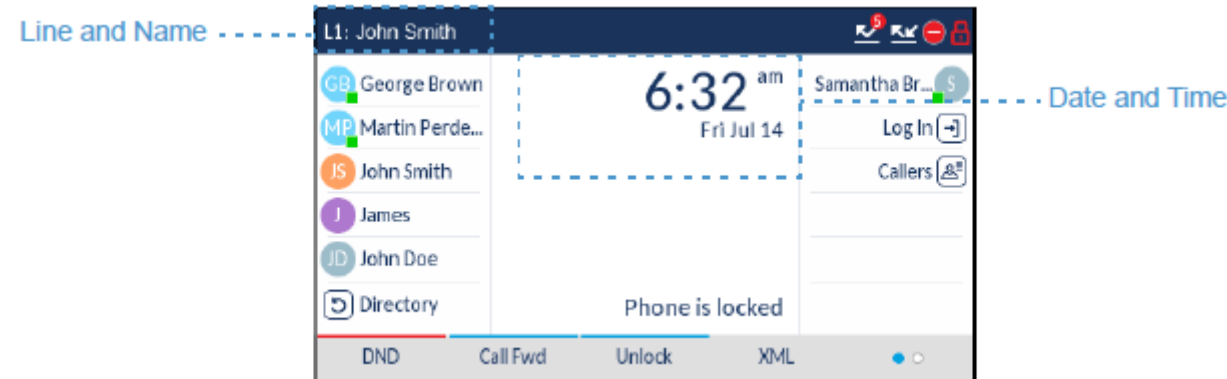 Line and Name
L1: John Smith
5
6:32 am
Fri Jul 14
GB George Brown
MP Martin Perde...
JS John Smith
J James
JD John Doe
Directory
Samantha Br... S
Log In
Callers
Date and Time
Phone is locked
DND Call Fwd Unlock XML